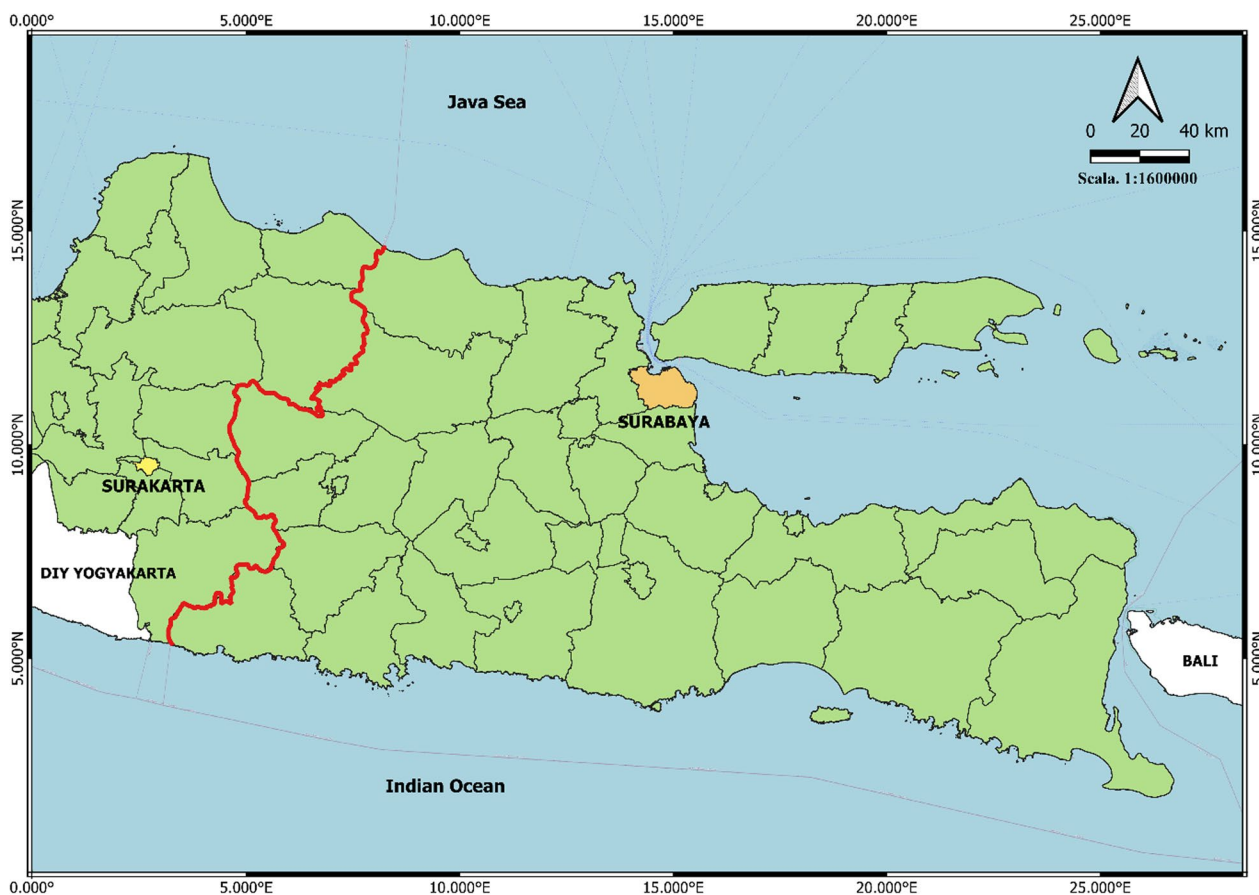 0.000°E 5.000°E 10.000°E 15.000°E 20.000°E 25.000°E
Java Sea
0 20 40 km
Scala. 1:1600000
15.000°N
15.000°N
SURABAYA
10.000°N
10.000°N
SURAKARTA
DIY YOGYAKARTA
5.000°N
5.000°N
BALI
Indian Ocean
0.000°E 5.000°E 10.000°E 15.000°E 20.000°E 25.000°E